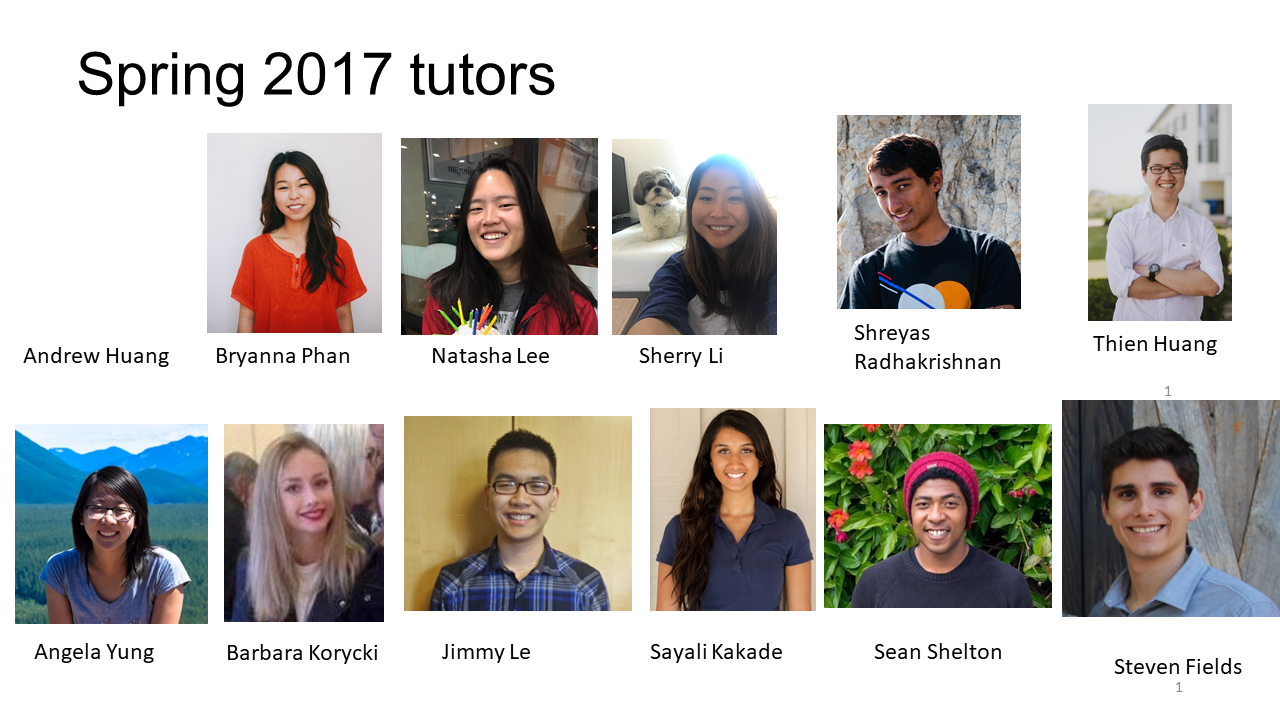 Spring 2017 tutors
Andrew Huang
Bryanna Phan
Natasha Lee
Sherry Li
Shreyas
Radhakrishnan
Thien Huang
1
Angela Yung
Barbara Korycki
Jimmy Le
Sayali Kakade
Sean Shelton
Steven Fields
1